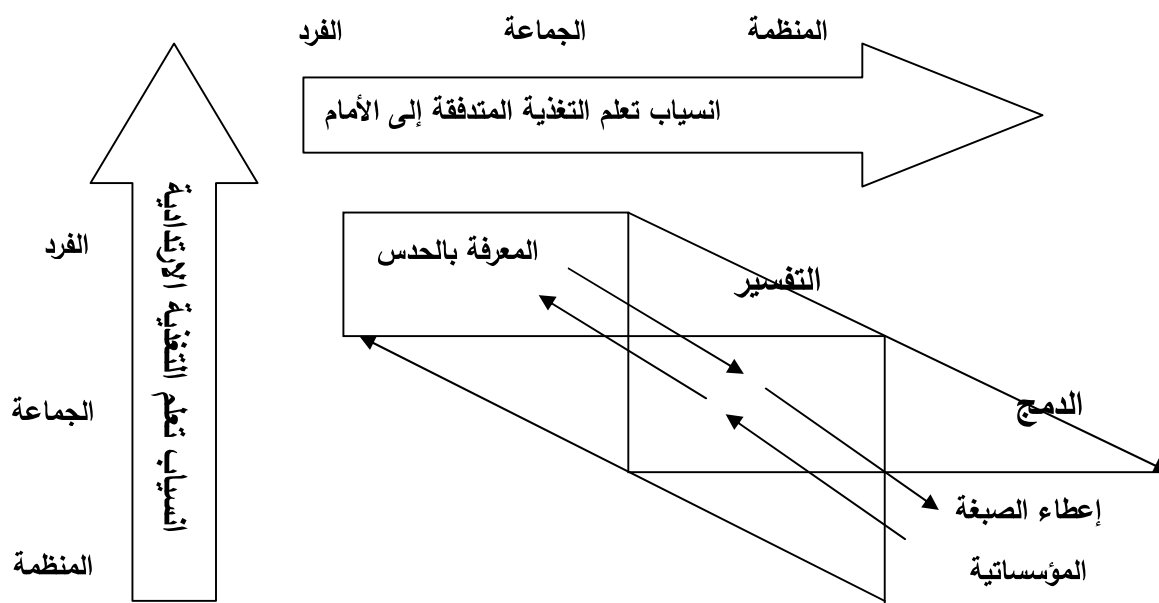 المنظمة
الجماعة
الفرد
انسياب تعلم التغذية المتدفقة إلى الأمام
انسياب تعلم التغذية الارتدادية
الفرد
المعرفة بالحدس
التفسير
الجماعة
الدمج
إعطاء الصبغة
المؤسساتية
المنظمة